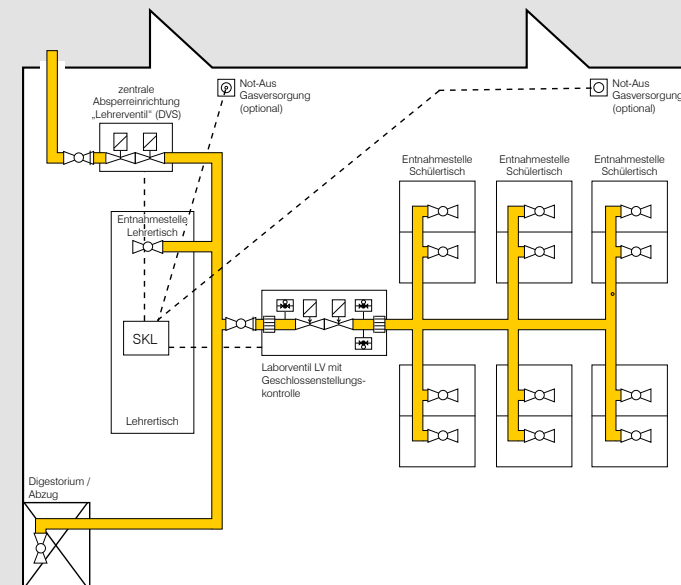 zentrale
Absperreinrichtung
„Lehrerventil“ (DVS)
Not-Aus
Gasversorgung
(optional)
Not-Aus
Gasversorgung
(optional)
Entnahmestelle
Schülertisch
Entnahmestelle
Schülertisch
Entnahmestelle
Schülertisch
Entnahmestelle
Lehrertisch
SKL
Laborventil LV mit
Geschlossenstellungs-
kontrolle
Lehrertisch
Digestorium /
Abzug